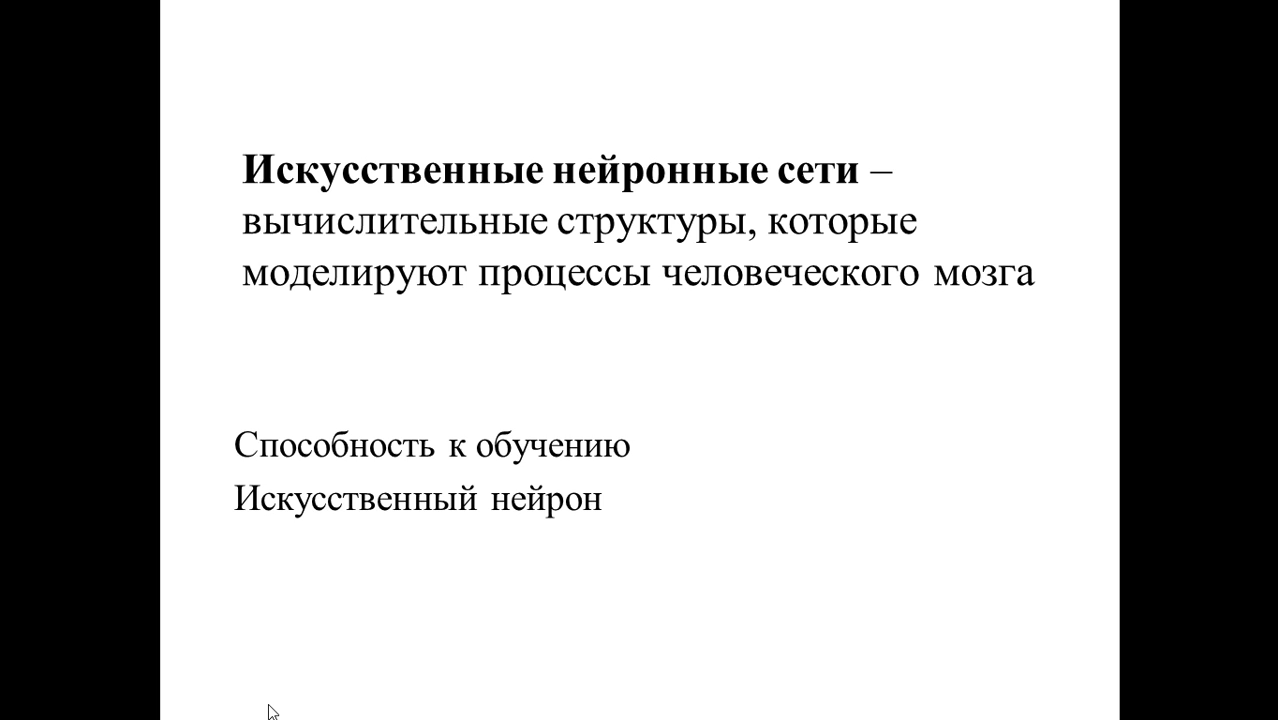 Искусственные нейронные сети –
вычислительные структуры, которые
моделируют процессы человеческого мозга
Способность к обучению
Искусственный нейрон